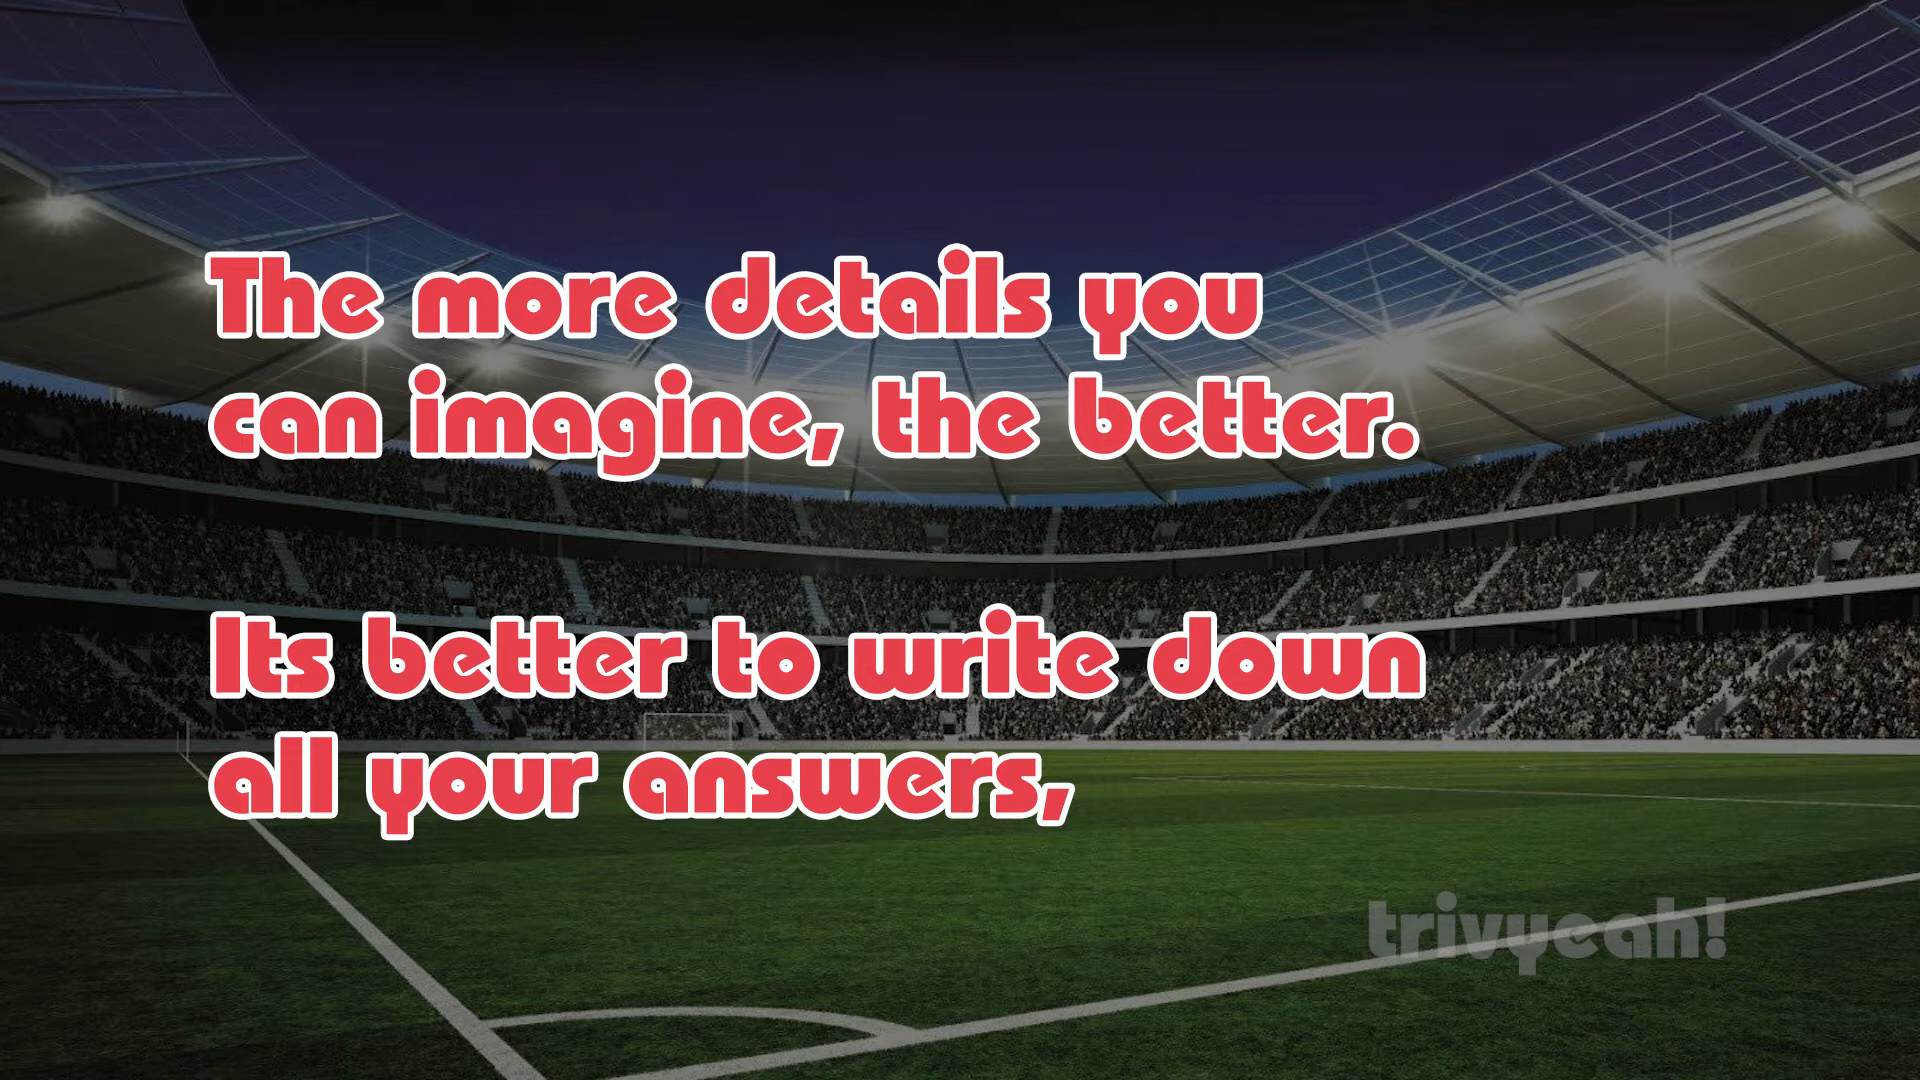 The more details you
can imagine, the better.
Its better to write down
all your answers,
trivyeah!